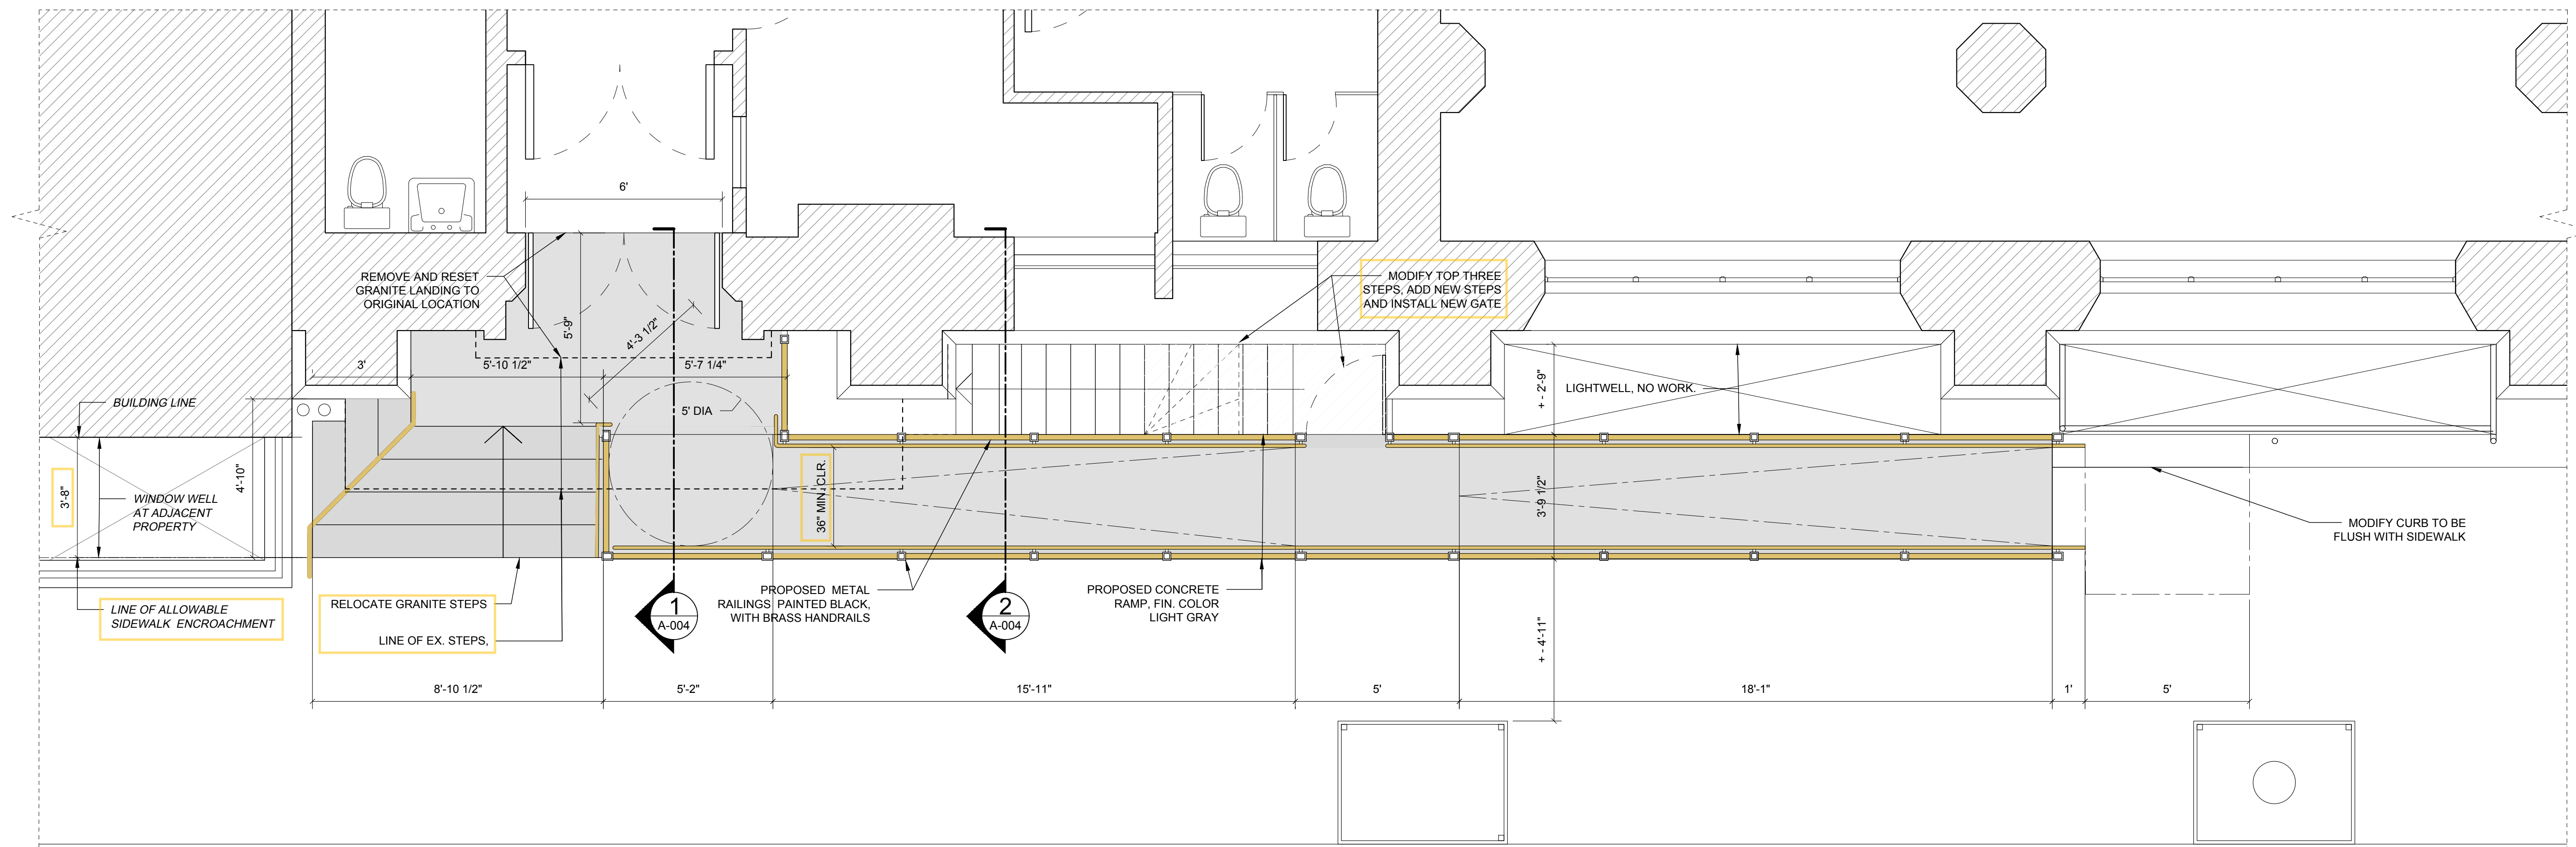 6'
REMOVE AND RESET
GRANITE LANDING TO
ORIGINAL LOCATION
5'-9"
4'-3 1/2"
MODIFY TOP THREE
STEPS, ADD NEW STEPS
AND INSTALL NEW GATE
3'
5'-10 1/2"
5'-7 1/4"
5' DIA
+ - 2'-9"
LIGHTWELL, NO WORK.
BUILDING LINE
3'-8"
WINDOW WELL
AT ADJACENT
PROPERTY
4'-10"
36" MIN. CLR.
3'-9 1/2"
MODIFY CURB TO BE
FLUSH WITH SIDEWALK
LINE OF ALLOWABLE
SIDEWALK ENCROACHMENT
RELOCATE GRANITE STEPS
LINE OF EX. STEPS,
1
A-004
PROPOSED METAL
RAILINGS PAINTED BLACK,
WITH BRASS HANDRAILS
2
A-004
PROPOSED CONCRETE
RAMP, FIN. COLOR
LIGHT GRAY
+ - 4'-11"
8'-10 1/2"
5'-2"
15'-11"
5'
18'-1"
1'
5'